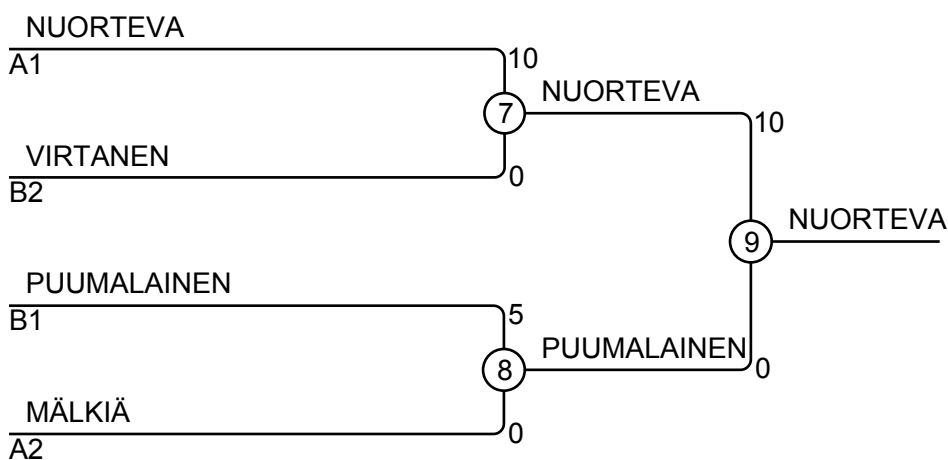 NUORTEVA
A1
10
7
NUORTEVA
10
VIRTANEN
B2
0
9
NUORTEVA
PUUMALAINEN
B1
5
8
PUUMALAINEN
0
MÄLKIÄ
A2
0